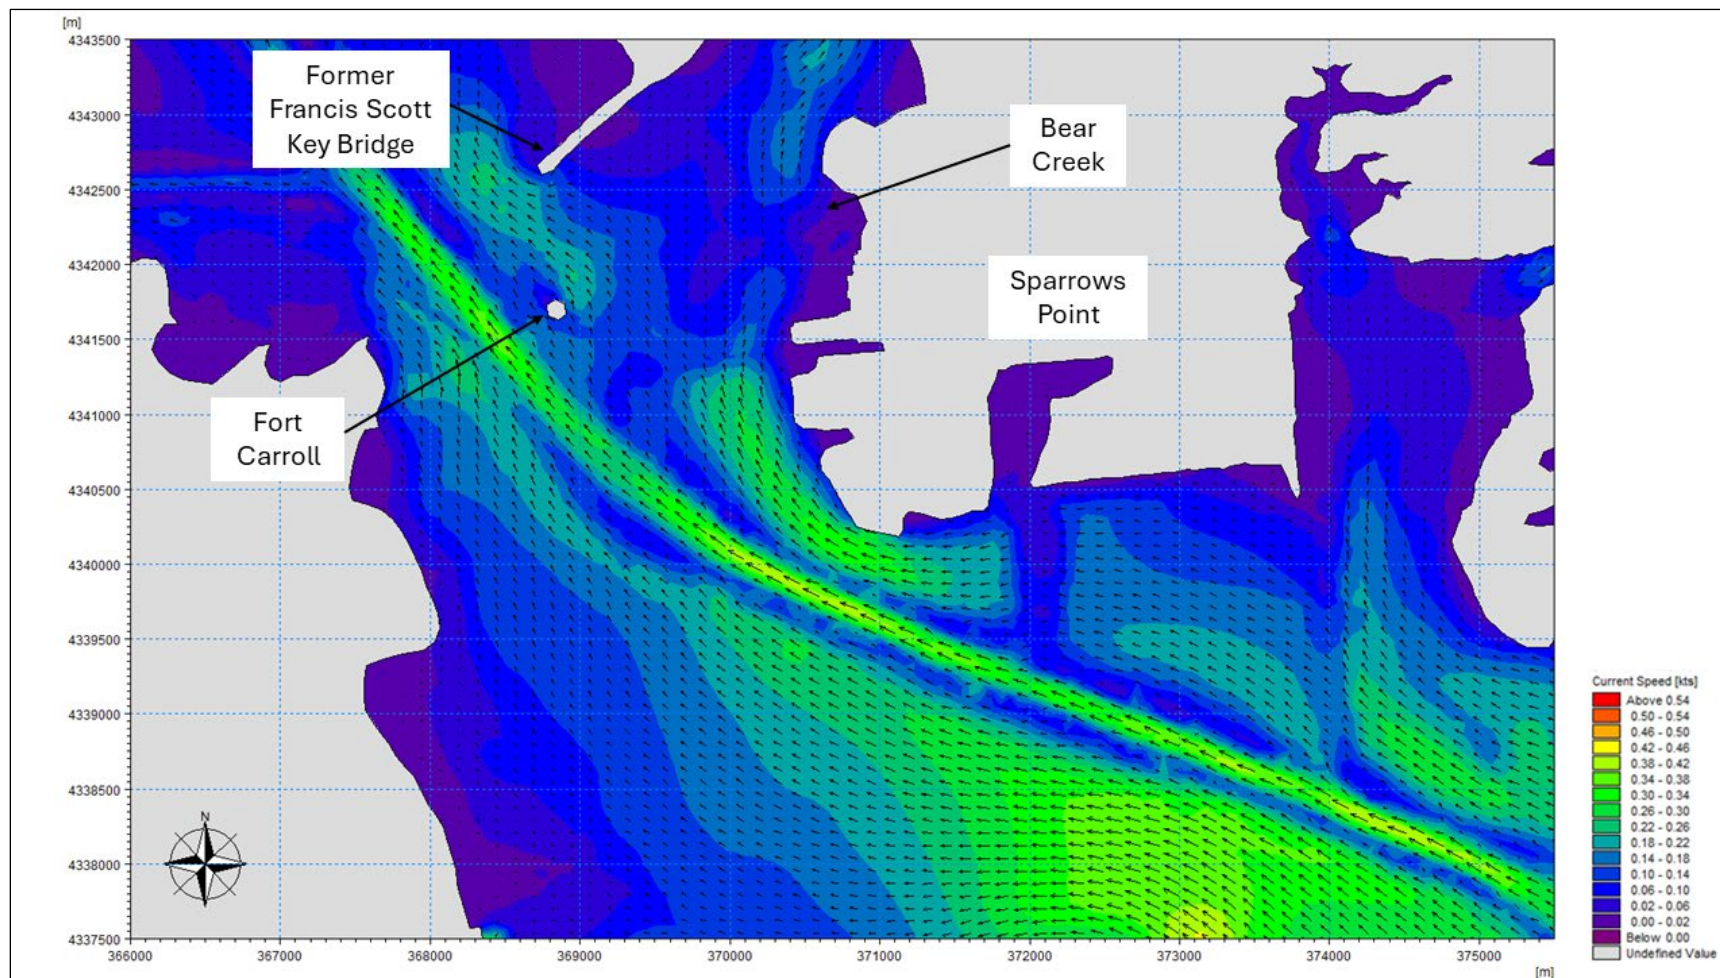 [m]
4343500
4343000
4342500
4342000
4341500
4341000
4340500
4340000
4339500
4339000
4338500
4338000
4337500
Former
Francis Scott
Key Bridge
Bear
Creek
Sparrows
Point
Fort
Carroll
N
366000
367000
368000
369000
370000
371000
372000
373000
374000
375000
[m]
Current Speed [kts]
Above 0.54
0.50 - 0.54
0.46 - 0.50
0.42 - 0.46
0.38 - 0.42
0.34 - 0.38
0.30 - 0.34
0.26 - 0.30
0.22 - 0.26
0.18 - 0.22
0.14 - 0.18
0.10 - 0.14
0.06 - 0.10
0.02 - 0.06
0.00 - 0.02
Below 0.00
Undefined Value